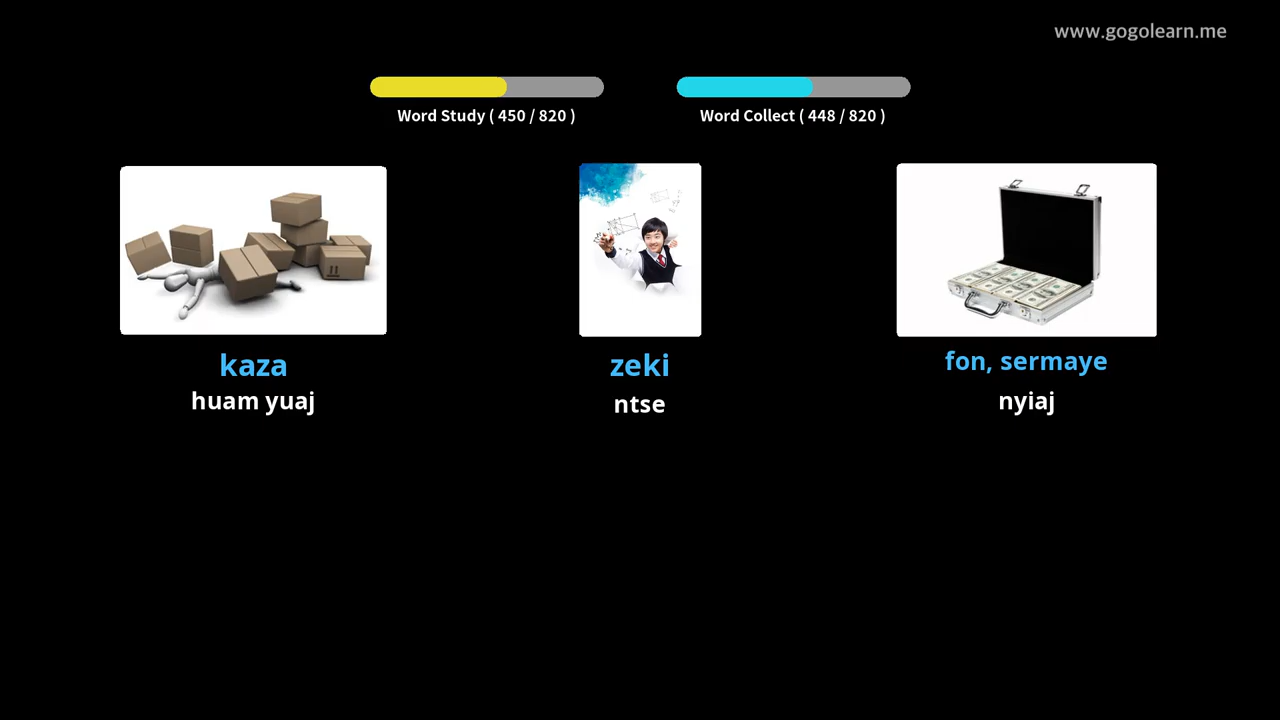 www.gogolearn.me
Word Study ( 450 / 820 )
Word Collect ( 448 / 820 )
kaza
huam yuaj
zeki
ntse
fon, sermaye
nyiaj